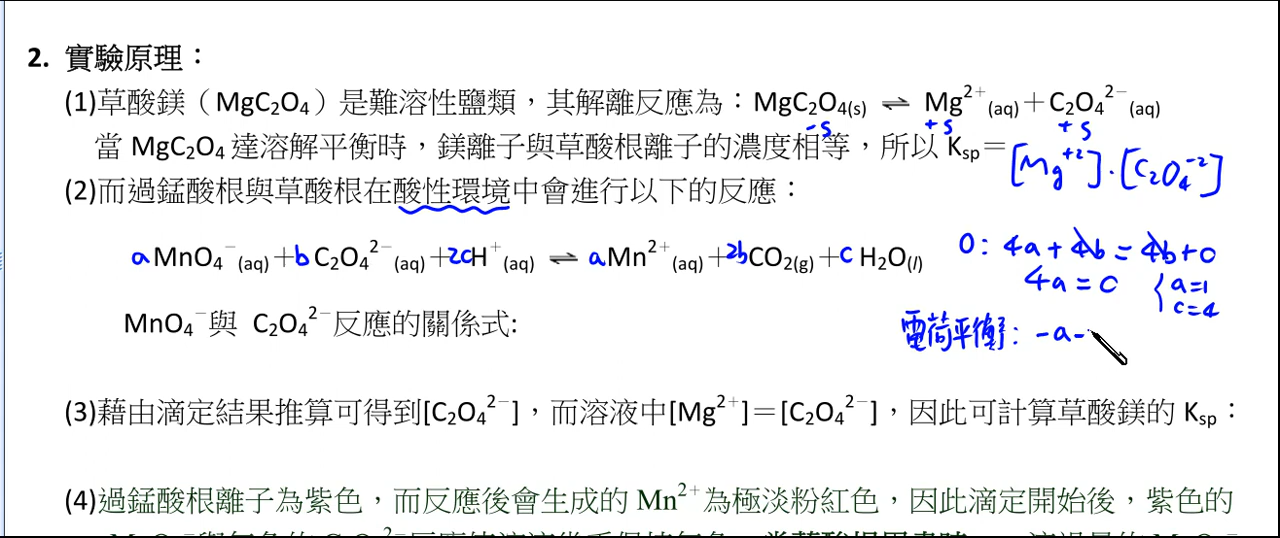 2. 實驗原理：
(1)草酸鎂（MgC₂O₄）是難溶性鹽類，其解離反應為：MgC₂O₄(s) ⇌ Mg²⁺(aq)＋C₂O₄²⁻(aq)
-s +s +s
當 MgC₂O₄ 達溶解平衡時，鎂離子與草酸根離子的濃度相等，所以 Ksp＝[Mg⁺²]·[C₂O₄⁻²]
(2)而過錳酸根與草酸根在酸性環境中會進行以下的反應：
aMnO₄⁻(aq)＋bC₂O₄²⁻(aq)＋2cH⁺(aq) ⇌ aMn²⁺(aq)＋2bCO₂(g)＋cH₂O(l)
O: 4a+4b=4b+c
4a=c {a=1
c=4
MnO₄⁻與 C₂O₄²⁻反應的關係式:
電荷平衡: -a-
(3)藉由滴定結果推算可得到[C₂O₄²⁻]，而溶液中[Mg²⁺]＝[C₂O₄²⁻]，因此可計算草酸鎂的 Ksp：
(4)過錳酸根離子為紫色，而反應後會生成的 Mn²⁺為極淡粉紅色，因此滴定開始後，紫色的